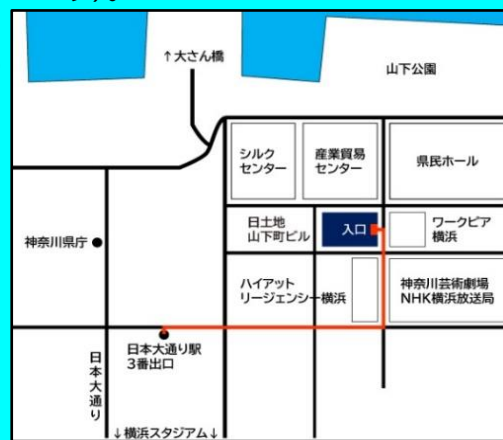 ↑大さん橋
山下公園
シルク
センター
産業貿易
センター
県民ホール
神奈川県庁
日土地
山下町ビル
入口
ワークピア
横浜
ハイアット
リージェンシー横浜
神奈川芸術劇場
NHK横浜放送局
日本大通り駅
3番出口
日本大通り
↓横浜スタジアム↓